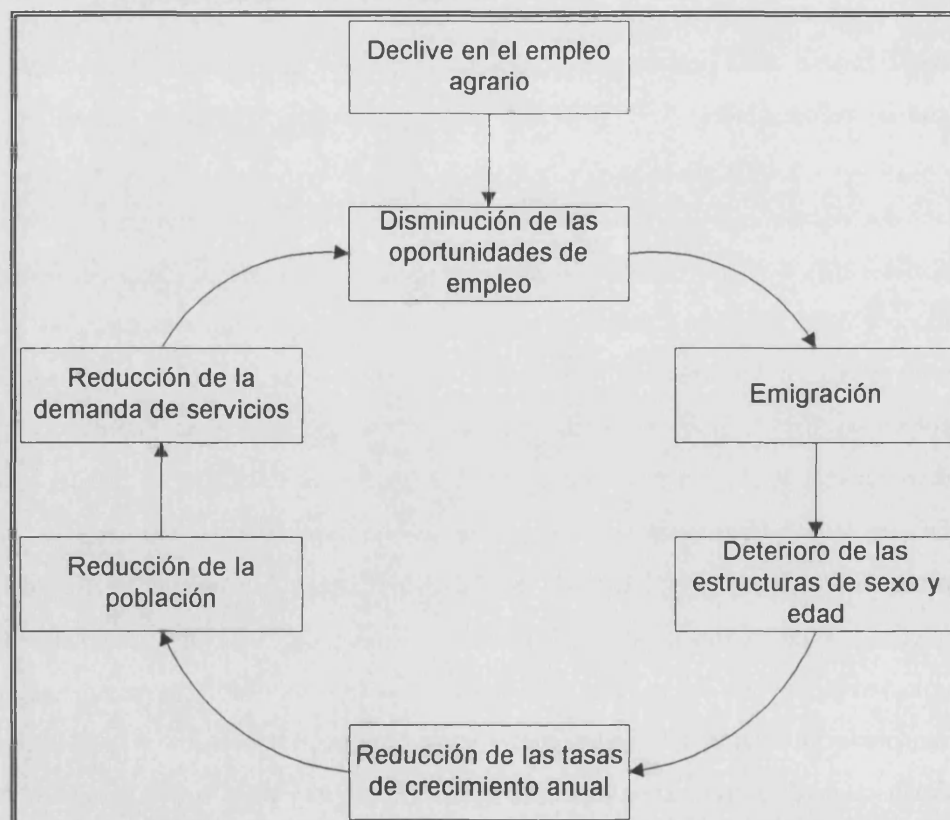 Declive en el empleo
agrario
Disminución de las
oportunidades de
empleo
Emigración
Deterioro de las
estructuras de sexo y
edad
Reducción de las tasas
de crecimiento anual
Reducción de la
población
Reducción de la
demanda de servicios